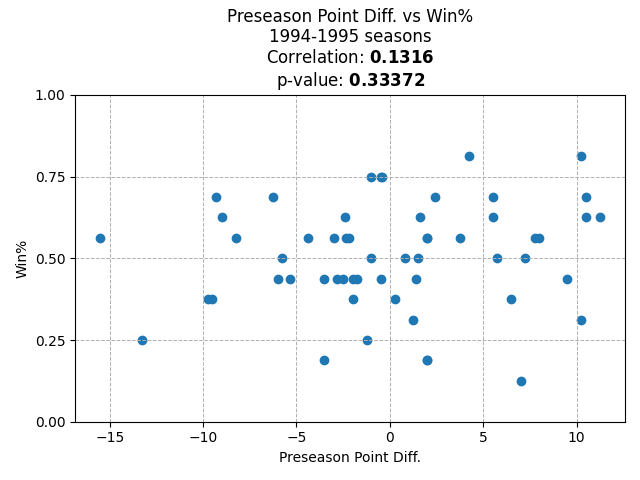 Preseason Point Diff. vs Win%
1994-1995 seasons
Correlation: 0.1316
p-value: 0.33372
1.00
0.75
0.50
0.25
0.00
Win%
−15 −10 −5 0 5 10
Preseason Point Diff.